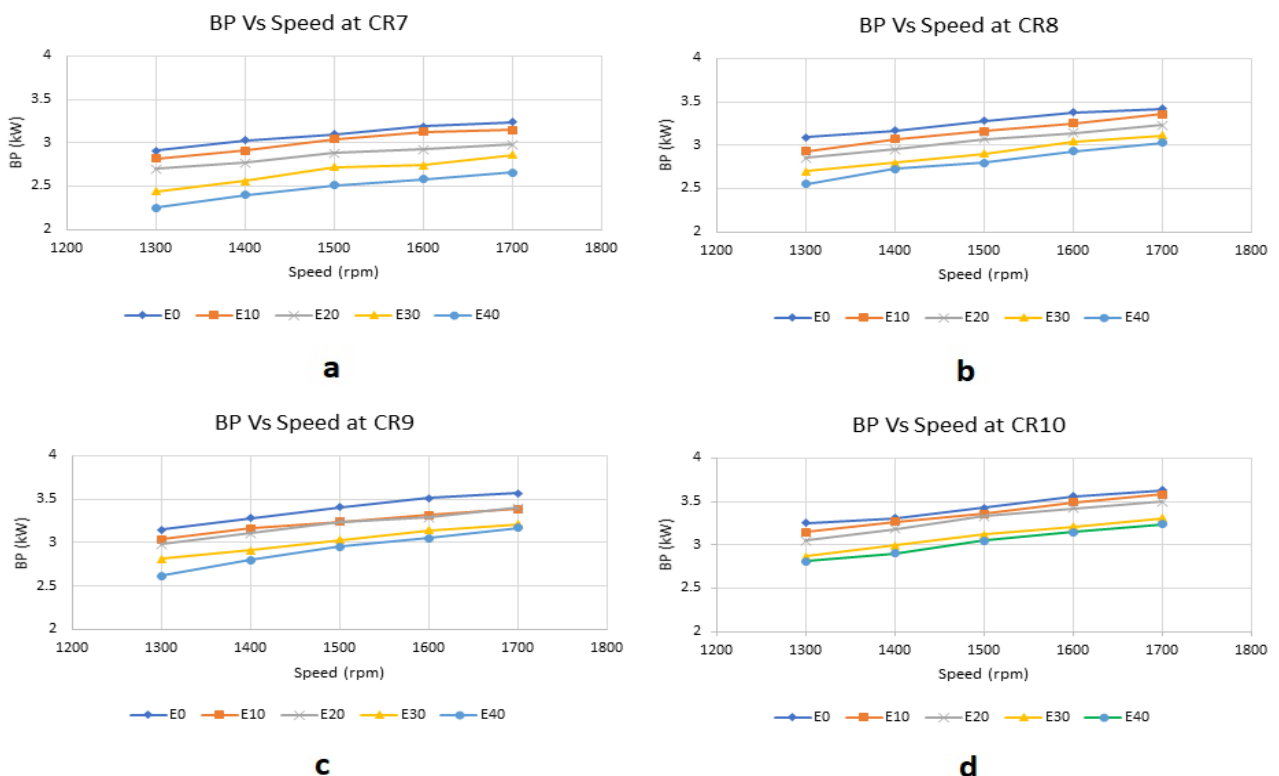 BP Vs Speed at CR7
4
3.5
3
2.5
2
BP (kW)
1200 1300 1400 1500 1600 1700 1800
Speed (rpm)
E0 E10 E20 E30 E40
a
BP Vs Speed at CR8
4
3.5
3
2.5
2
BP (kW)
1200 1300 1400 1500 1600 1700 1800
Speed (rpm)
E0 E10 E20 E30 E40
b
BP Vs Speed at CR9
4
3.5
3
2.5
2
BP (kW)
1200 1300 1400 1500 1600 1700 1800
Speed (rpm)
E0 E10 E20 E30 E40
c
BP Vs Speed at CR10
4
3.5
3
2.5
2
BP (kW)
1200 1300 1400 1500 1600 1700 1800
Speed (rpm)
E0 E10 E20 E30 E40
d